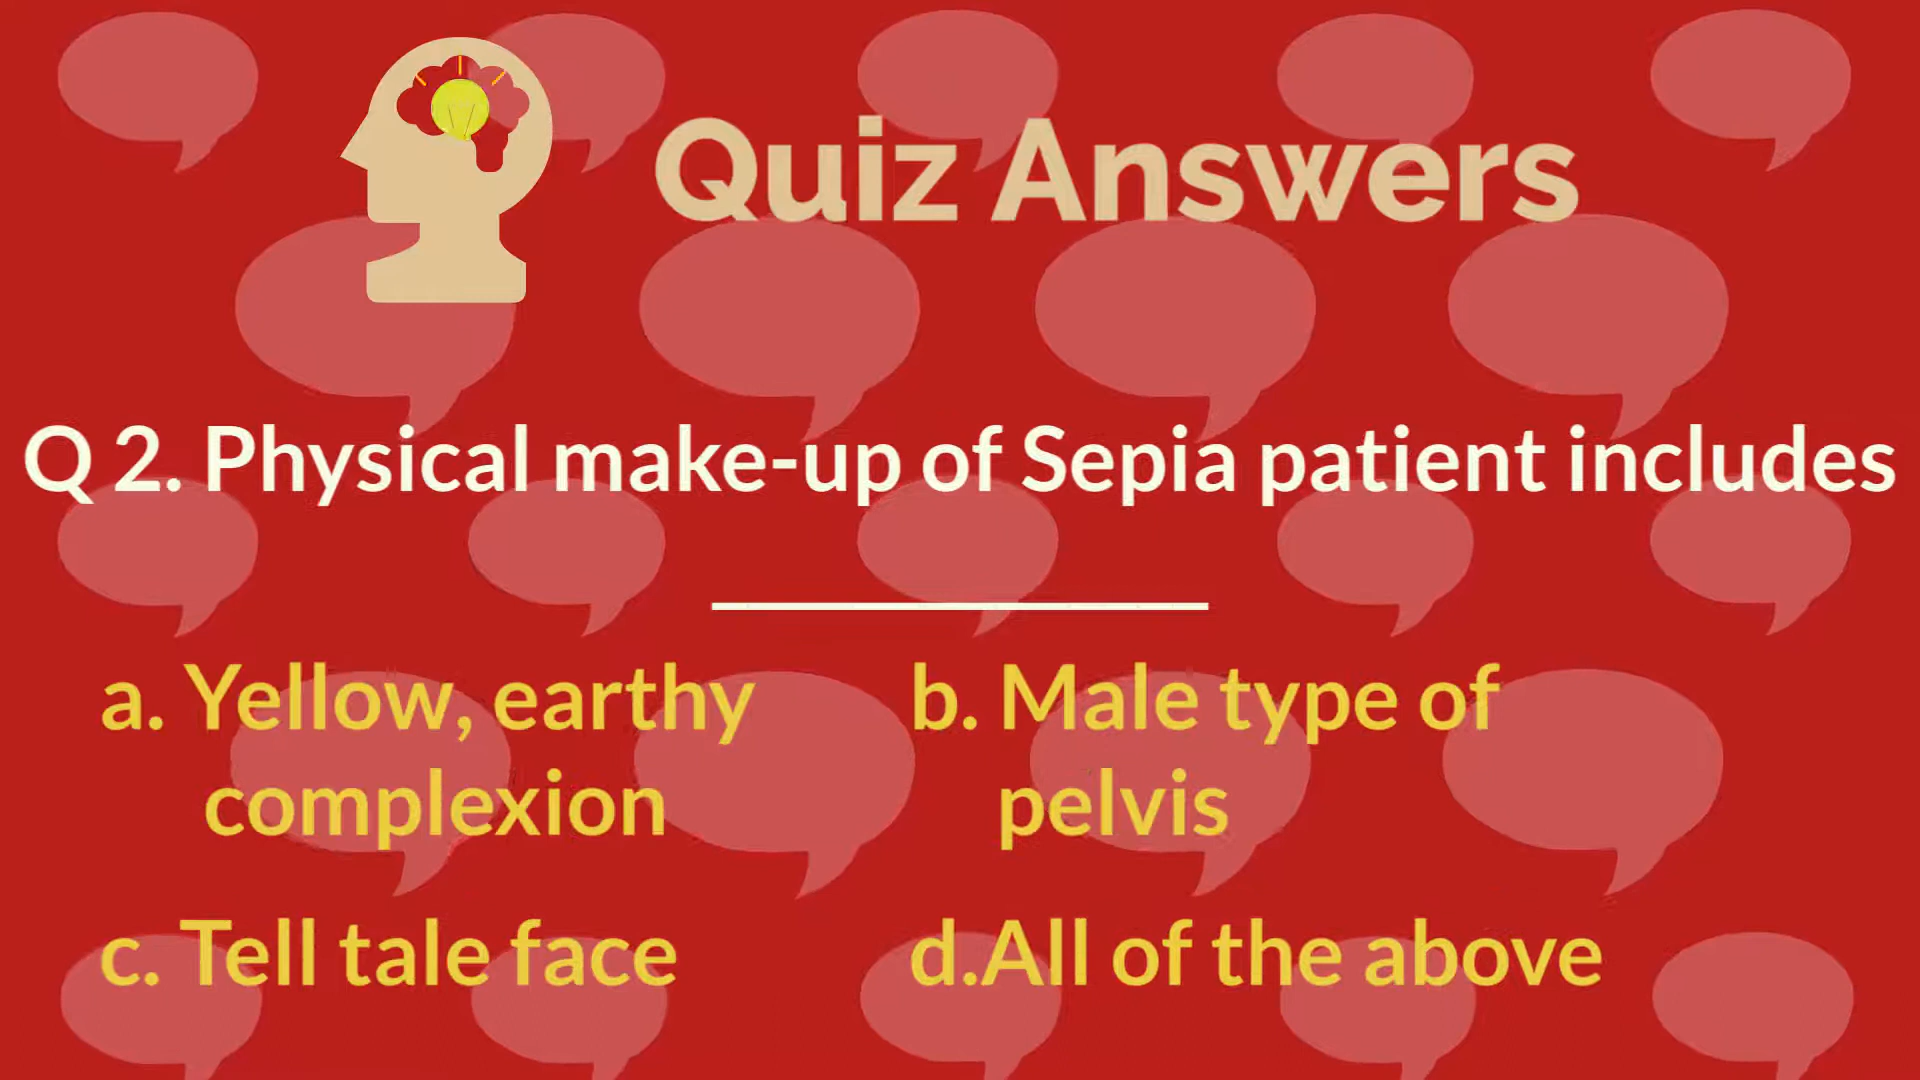 Quiz Answers
Q 2. Physical make-up of Sepia patient includes
__________
a. Yellow, earthy
complexion
b. Male type of
pelvis
c. Tell tale face
d.All of the above